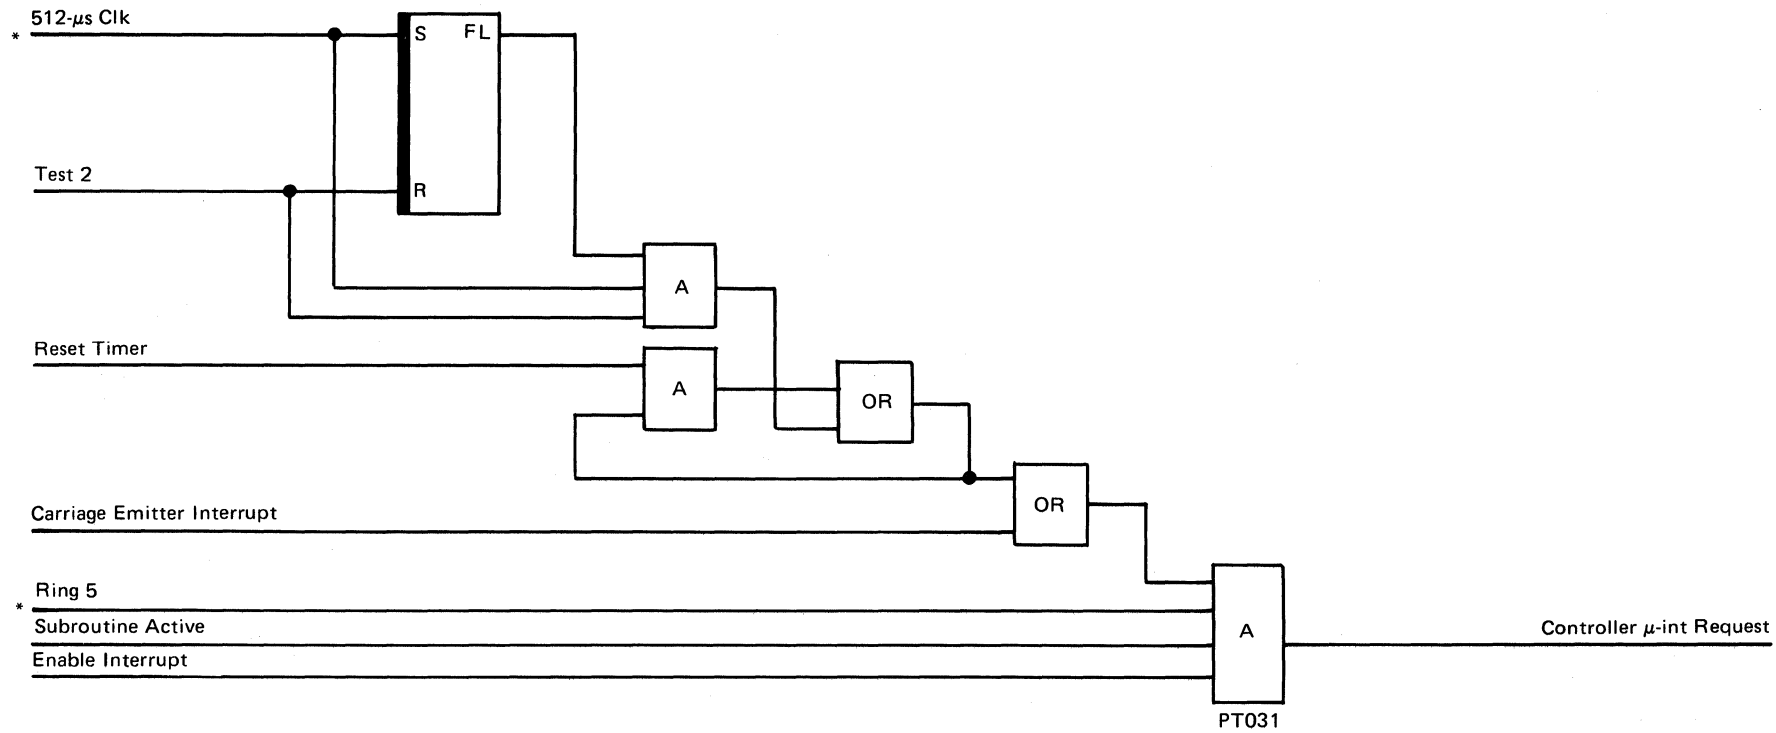 512-μs Clk
*
S FL
Test 2
R
A
Reset Timer
A
OR
OR
Carriage Emitter Interrupt
Ring 5
*
Subroutine Active
A
Controller μ-int Request
Enable Interrupt
PT031